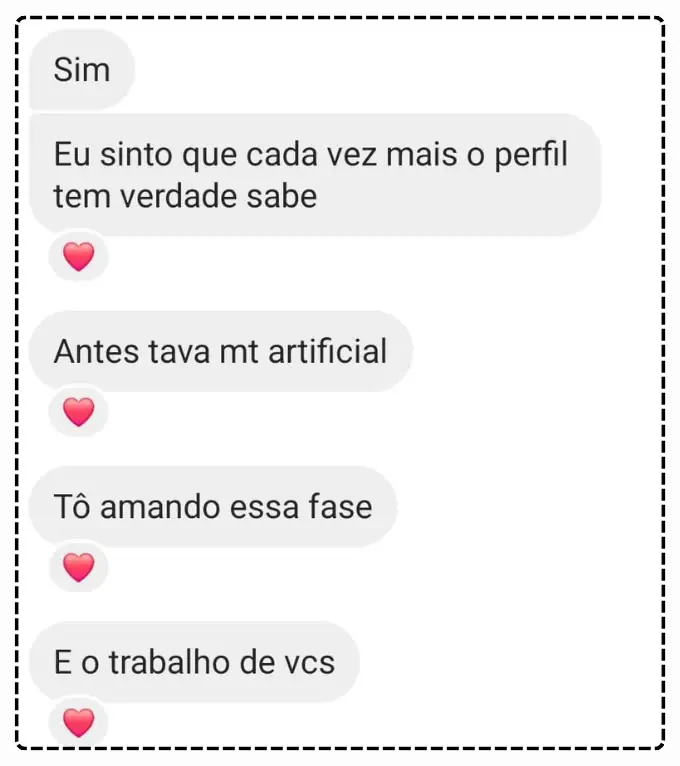 Sim
Eu sinto que cada vez mais o perfil
tem verdade sabe
Antes tava mt artificial
Tô amando essa fase
E o trabalho de vcs